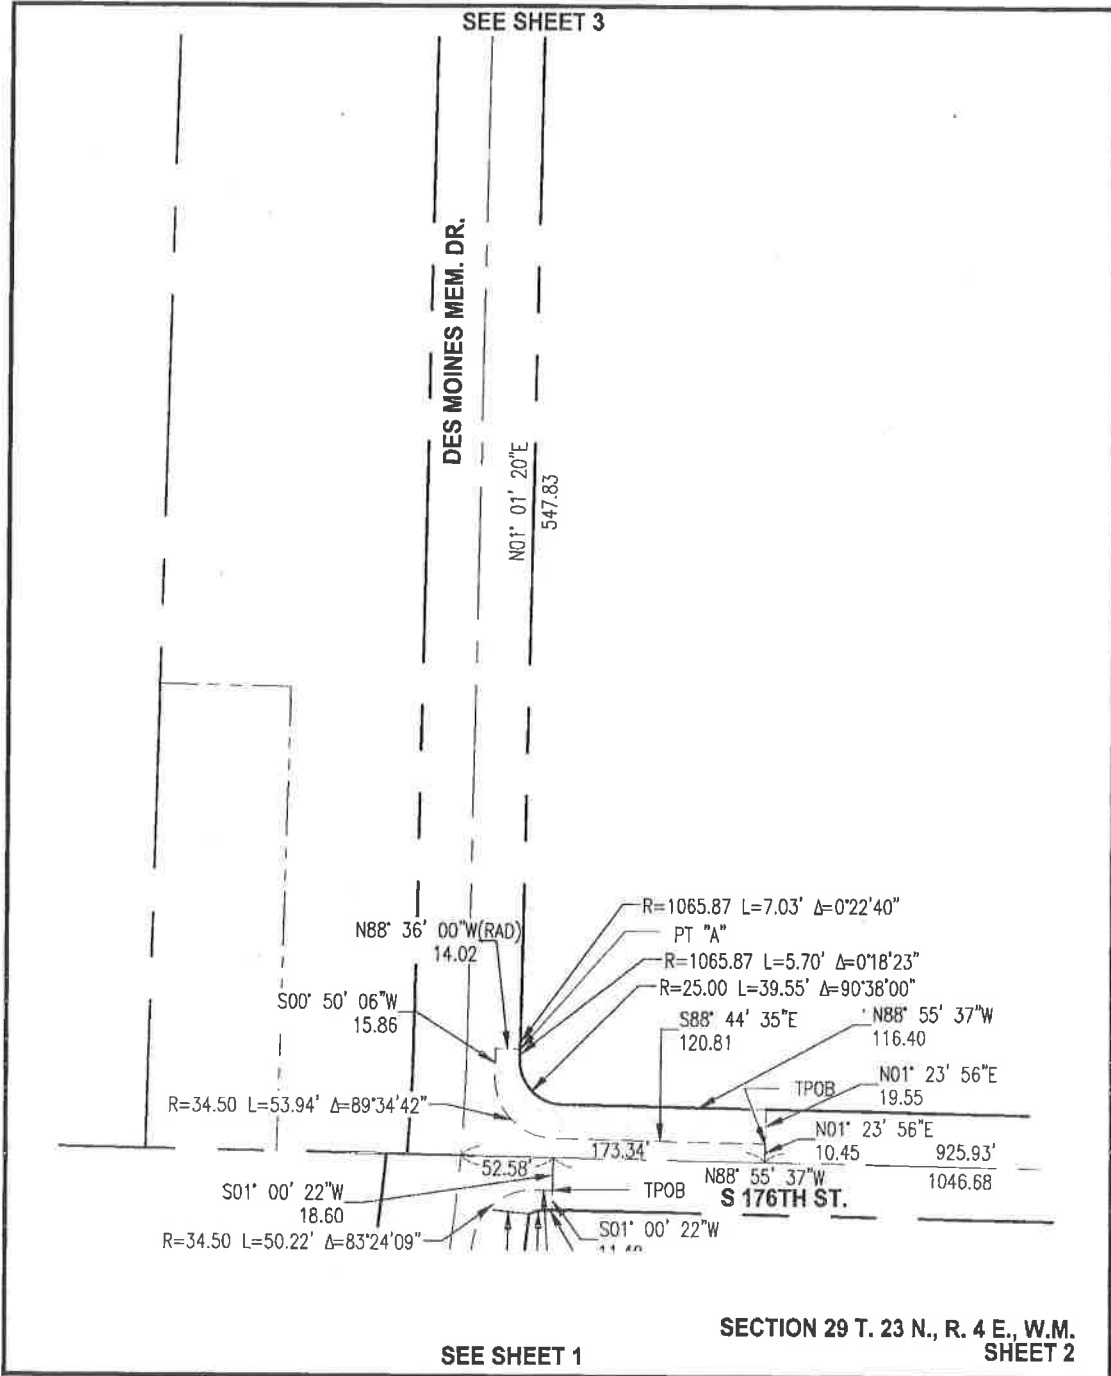 SEE SHEET 3
DES MOINES MEM. DR.
N01° 01' 20"E
547.83
R=1065.87 L=7.03' Δ=0°22'40"
N88° 36' 00"W(RAD)
14.02
PT "A"
R=1065.87 L=5.70' Δ=0°18'23"
R=25.00 L=39.55' Δ=90°38'00"
S00° 50' 06"W
15.86
S88° 44' 35"E
120.81
N88° 55' 37"W
116.40
TPOB
N01° 23' 56"E
19.55
R=34.50 L=53.94' Δ=89°34'42"
N01° 23' 56"E
10.45
925.93'
173.34'
52.58'
N88° 55' 37"W
1046.68
S01° 00' 22"W
18.60
TPOB
S 176TH ST.
R=34.50 L=50.22' Δ=83°24'09"
S01° 00' 22"W
SECTION 29 T. 23 N., R. 4 E., W.M.
SEE SHEET 1
SHEET 2